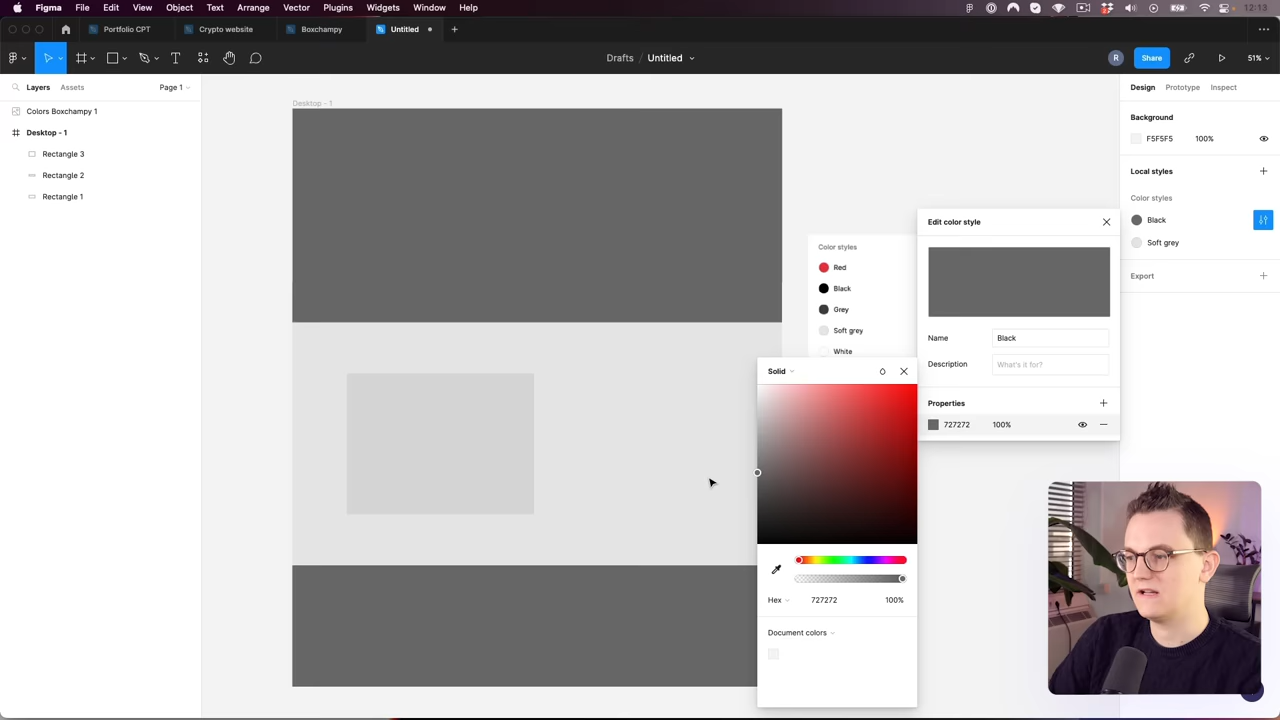 Figma File Edit View Object Text Arrange Vector Plugins Widgets Window Help 12:13
Portfolio CPT Crypto website Boxchampy Untitled
Drafts / Untitled R Share 51%
Layers Assets Page 1
Colors Boxchampy 1
Desktop - 1
Rectangle 3
Rectangle 2
Rectangle 1
Desktop - 1
Color styles
Red
Black
Grey
Soft grey
White
Solid
Hex 727272 100%
Document colors
Edit color style
Name Black
Description What's it for?
Properties
727272 100%
Design Prototype Inspect
Background
F5F5F5 100%
Local styles
Color styles
Black
Soft grey
Export